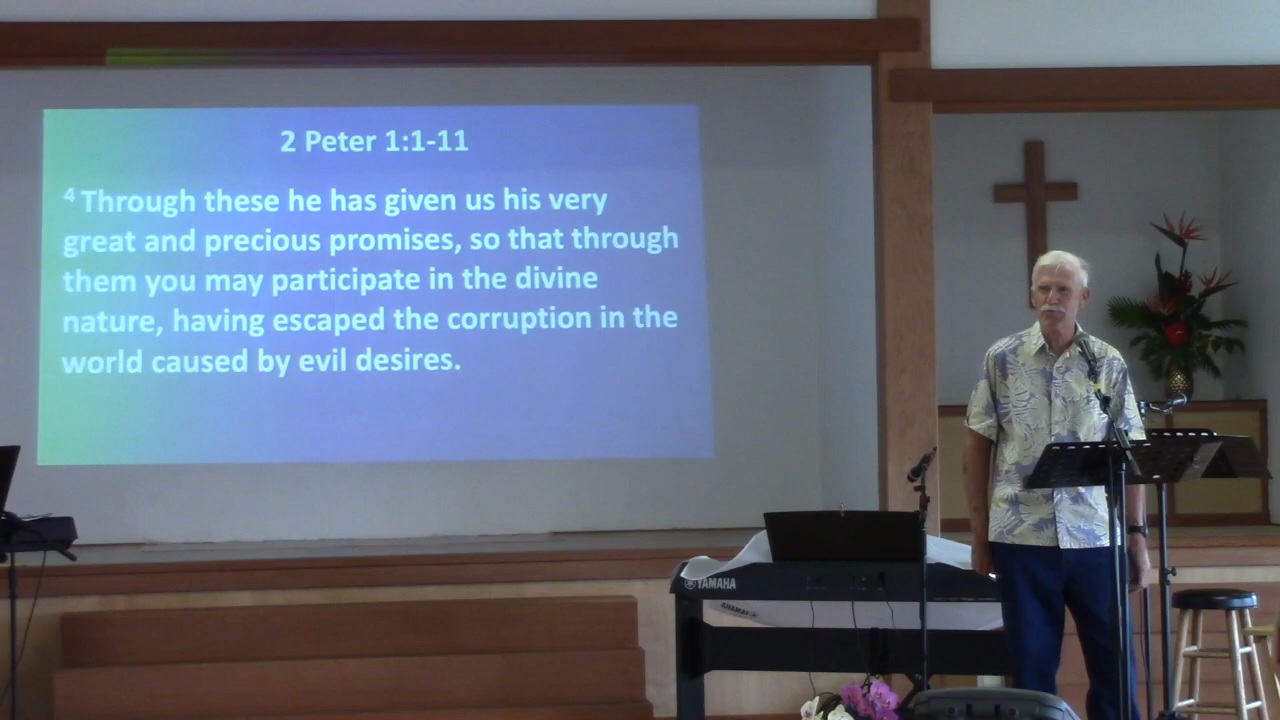 2 Peter 1:1-11
4 Through these he has given us his very
great and precious promises, so that through
them you may participate in the divine
nature, having escaped the corruption in the
world caused by evil desires.
YAMAHA
YAMAHA